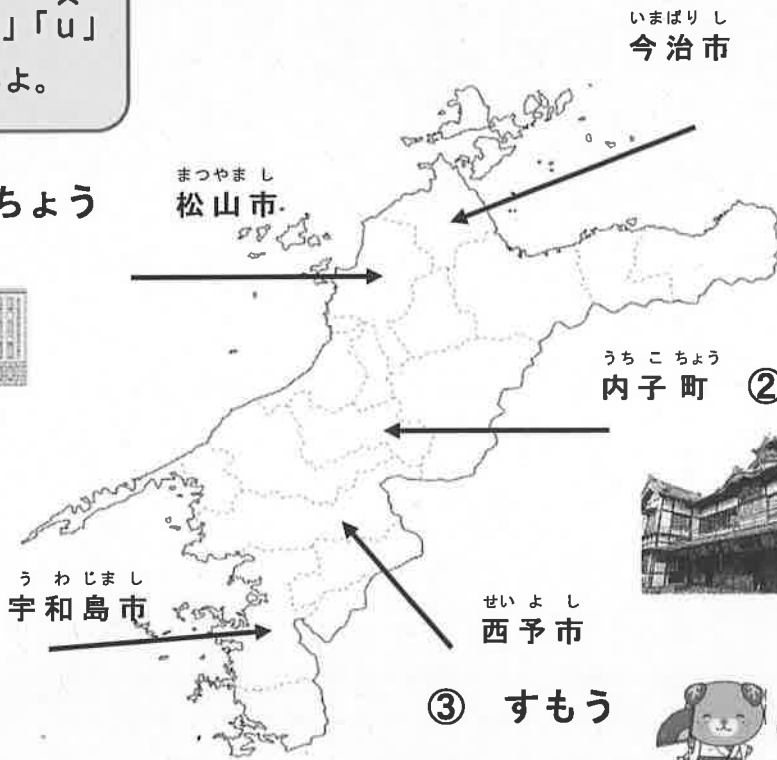 」「û」
よ。
いまばり し
今治市
ちょう
まつやま し
松山市
うち こ ちょう
内子町 ②
う わ じま し
宇和島市
せい よ し
西予市
③ すもう